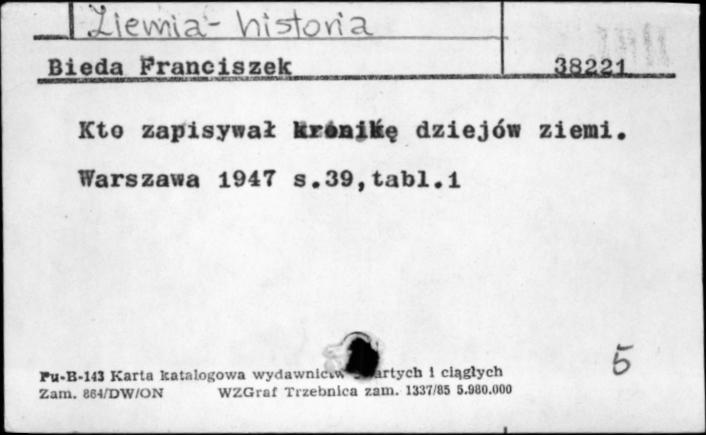 Ziemia - historia
Bieda Franciszek 38221
Kto zapisywał kronikę dziejów ziemi.
Warszawa 1947 s.39,tabl.1
5
Pu-B-143 Karta katalogowa wydawnictw artych i ciągłych
Zam. 864/DW/ON WZGraf Trzebnica zam. 1337/85 5.980.000